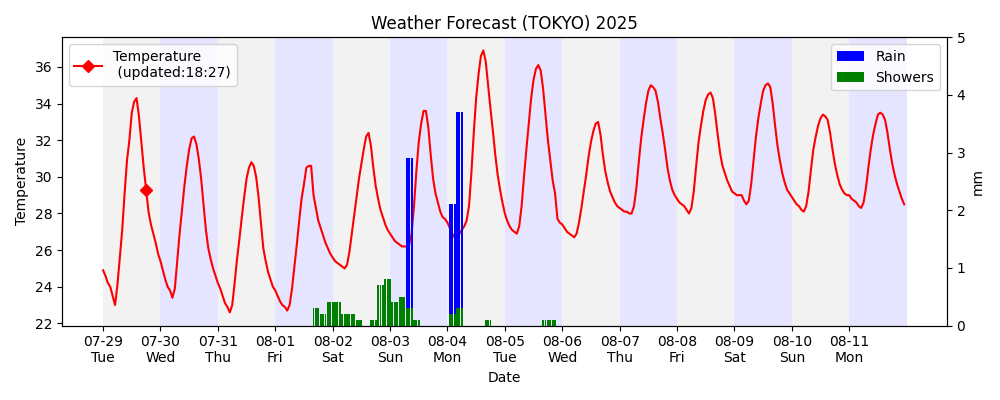 Weather Forecast (TOKYO) 2025
Temperature
(updated:18:27)
Rain
Showers
Temperature
36
34
32
30
28
26
24
22
5
4
3
2
1
0
mm
07-29 07-30 07-31 08-01 08-02 08-03 08-04 08-05 08-06 08-07 08-08 08-09 08-10 08-11
Tue Wed Thu Fri Sat Sun Mon Tue Wed Thu Fri Sat Sun Mon
Date